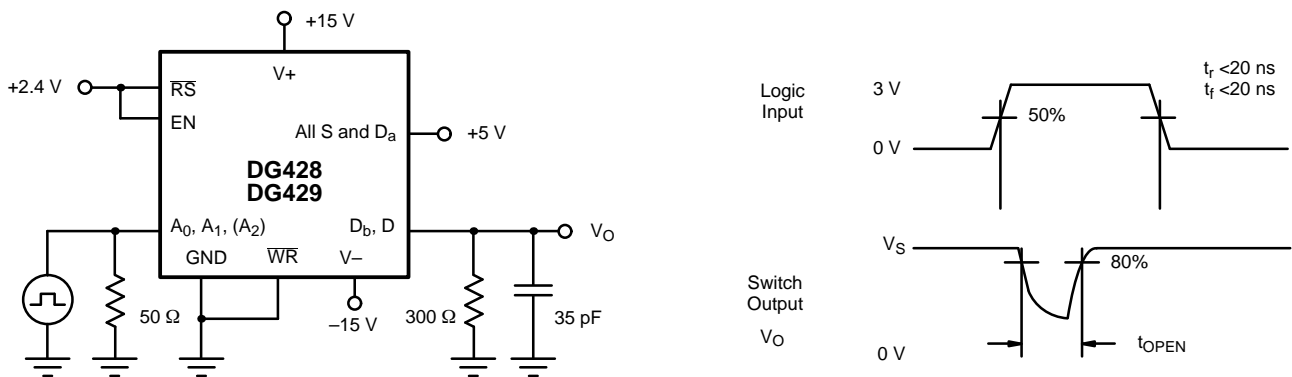 +15 V
V+
+2.4 V
R̅S̅
EN
All S and Da
+5 V
DG428
DG429
A0, A1, (A2)
Db, D
VO
GND
W̅R̅
V–
50 Ω
–15 V
300 Ω
35 pF
Logic
Input
3 V
50%
0 V
tr <20 ns
tf <20 ns
VS
80%
Switch
Output
VO
0 V
tOPEN